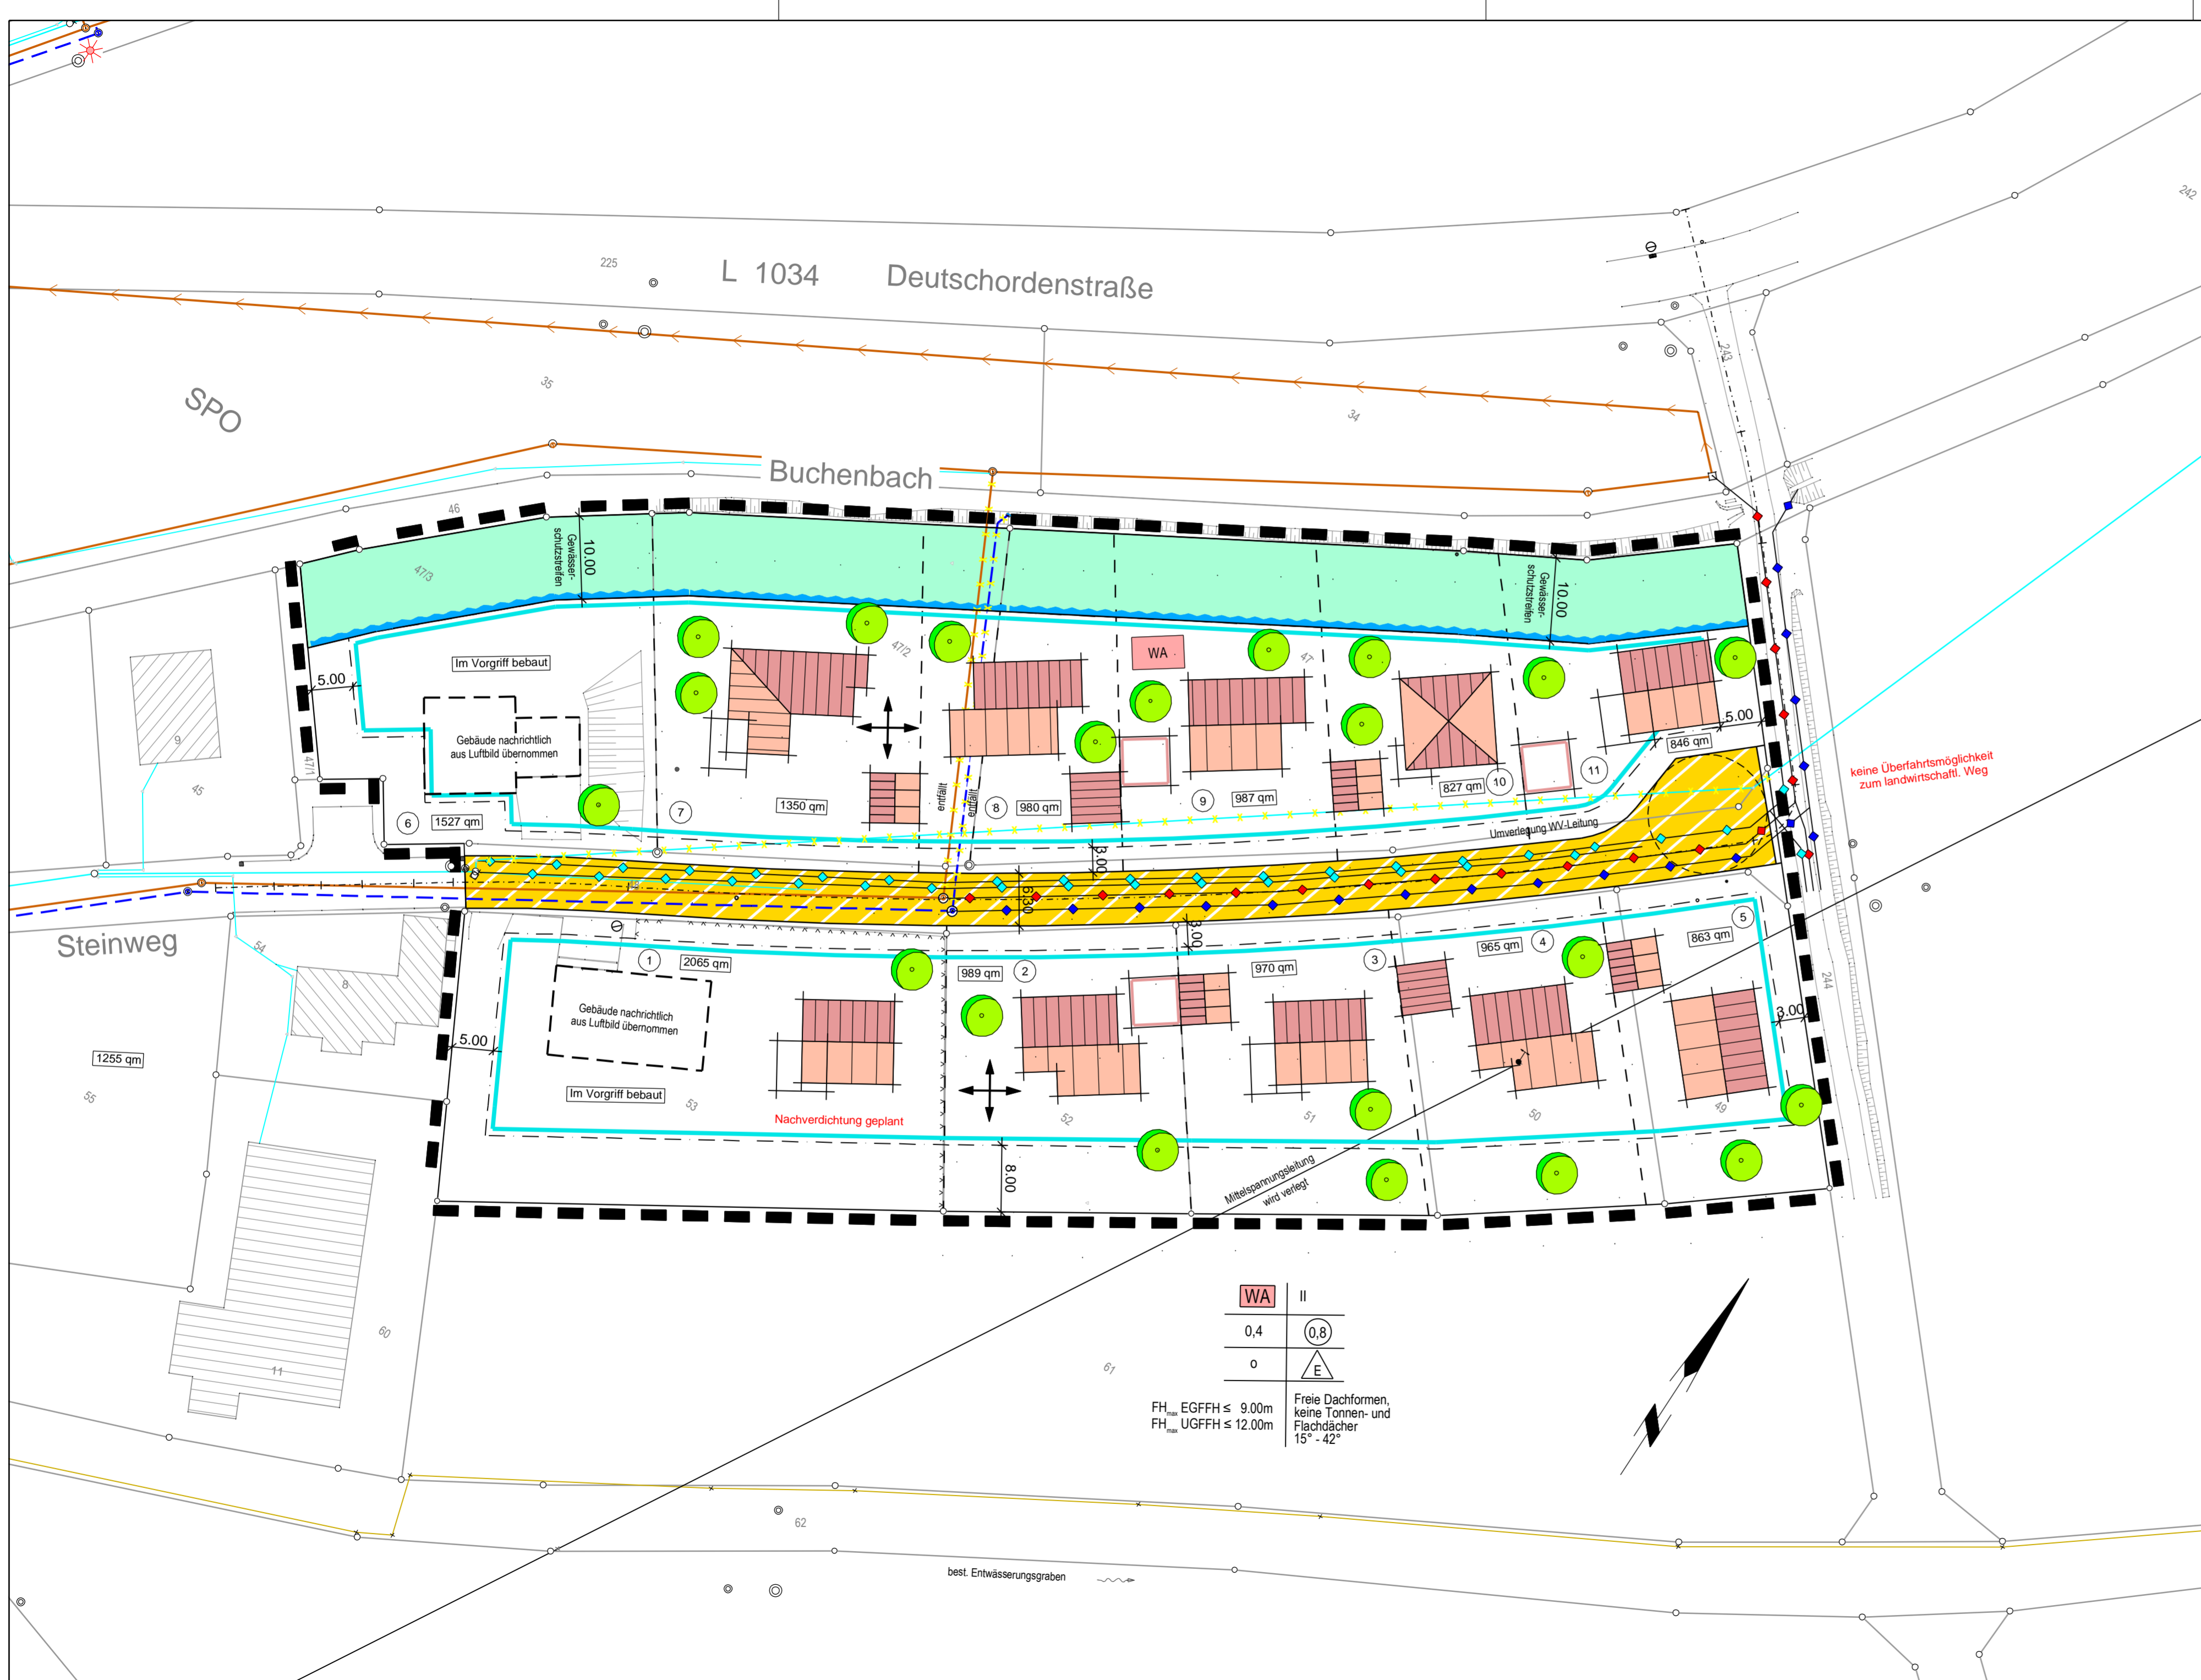 225
L 1034 Deutschordenstraße
242
243
SPO
35
34
Buchenbach
46
47/3
Gewässer-
schutzstreifen
10.00
Gewässer-
schutzstreifen
10.00
47/2
WA
47
Im Vorgriff bebaut
5.00
5.00
9
45
47/1
Gebäude nachrichtlich
aus Luftbild übernommen
846 qm
keine Überfahrtsmöglichkeit
zum landwirtschaftl. Weg
6
1527 qm
7
1350 qm
entfällt
entfällt
8
980 qm
9
987 qm
827 qm
10
11
Umverlegung WV-Leitung
3.00
48
6.30
Steinweg
54
8
1
2065 qm
989 qm
2
3.00
970 qm
3
965 qm
4
863 qm
5
244
Gebäude nachrichtlich
aus Luftbild übernommen
5.00
3.00
1255 qm
55
Im Vorgriff bebaut
53
Nachverdichtung geplant
52
51
50
49
8.00
Mittelspannungsleitung
wird verlegt
60
11
61
WA II
0,4 0,8
o E
FHmax EGFFH ≤ 9.00m
FHmax UGFFH ≤ 12.00m
Freie Dachformen,
keine Tonnen- und
Flachdächer
15° - 42°
62
best. Entwässerungsgraben